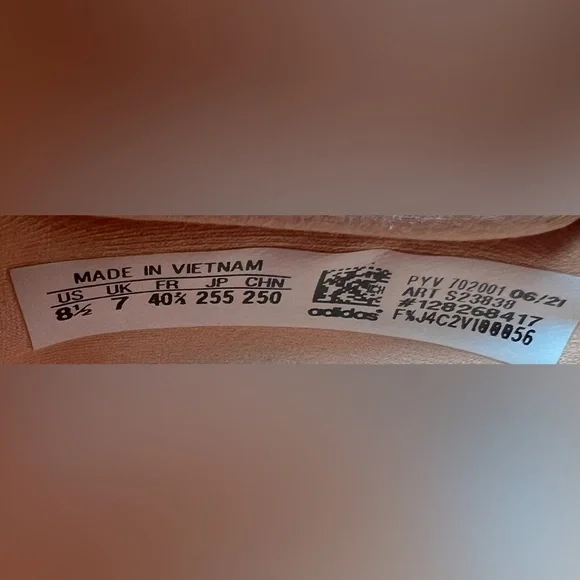 MADE IN VIETNAM
US UK FR JP CHN
8½ 7 40⅔ 255 250
adidas
PYV 702001 06/21
ART S23838
#128268417
F%J4C2VI00056